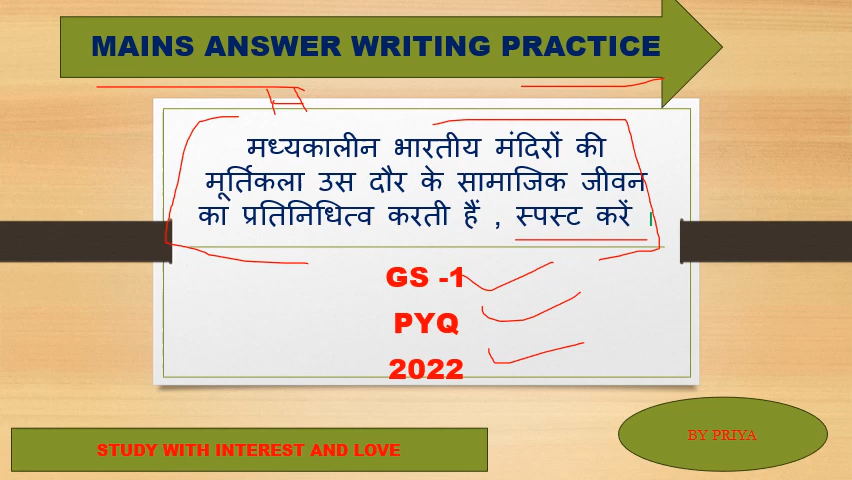 MAINS ANSWER WRITING PRACTICE
मध्यकालीन भारतीय मंदिरों की
मूर्तिकला उस दौर के सामाजिक जीवन
का प्रतिनिधित्व करती हैं , स्पस्ट करें ।
GS -1
PYQ
2022
STUDY WITH INTEREST AND LOVE
BY PRIYA